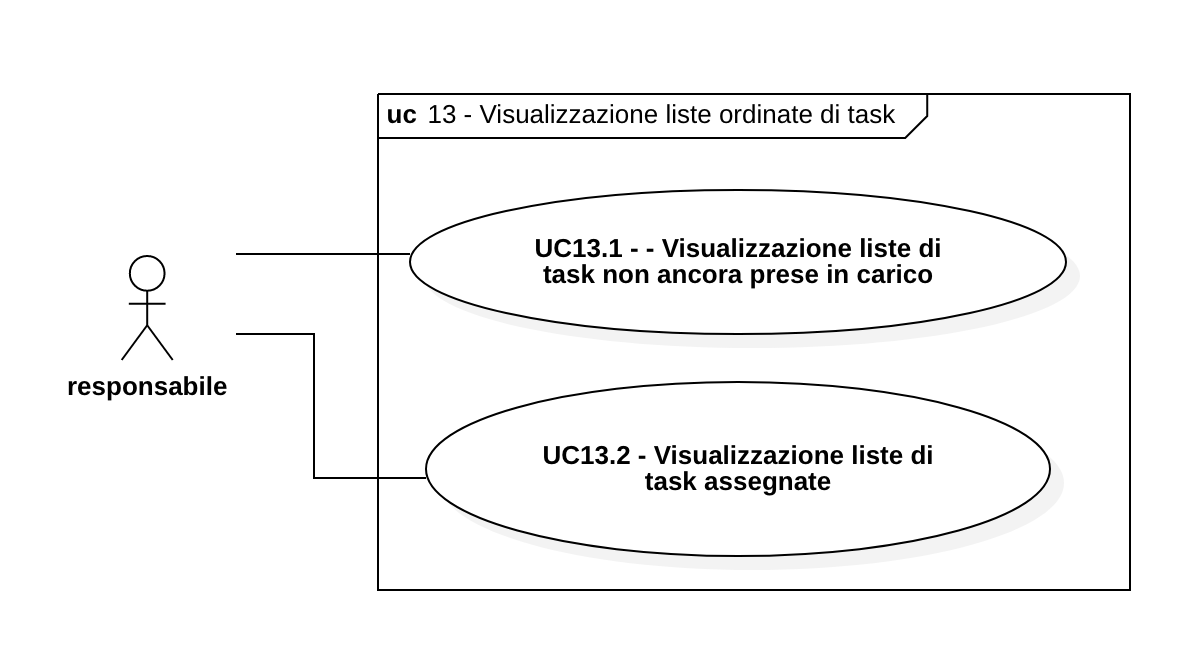 uc 13 - Visualizzazione liste ordinate di task
UC13.1 - - Visualizzazione liste di
task non ancora prese in carico
responsabile
UC13.2 - Visualizzazione liste di
task assegnate